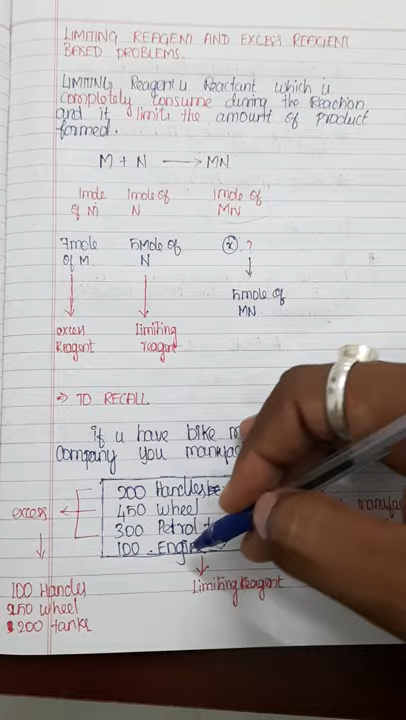 LIMITING REAGENT AND EXCESS REAGENT
BASED PROBLEMS.
LIMITING Reagent is Reactant which is
completely consume during the Reaction
and it limits the amount of product
formed.
M + N → MN
1mole of M 1mole of N 1mole of MN
7mole of M 5Mole of N (x) ?
5mole of MN
excess Reagent Limiting reagent
→ TO RECALL
if u have bike
company you
200 Handles
450 Wheel
excess
300 Petrol
100 . Engine
Limiting Reagent
100 Handles
250 Wheel
200 tanks